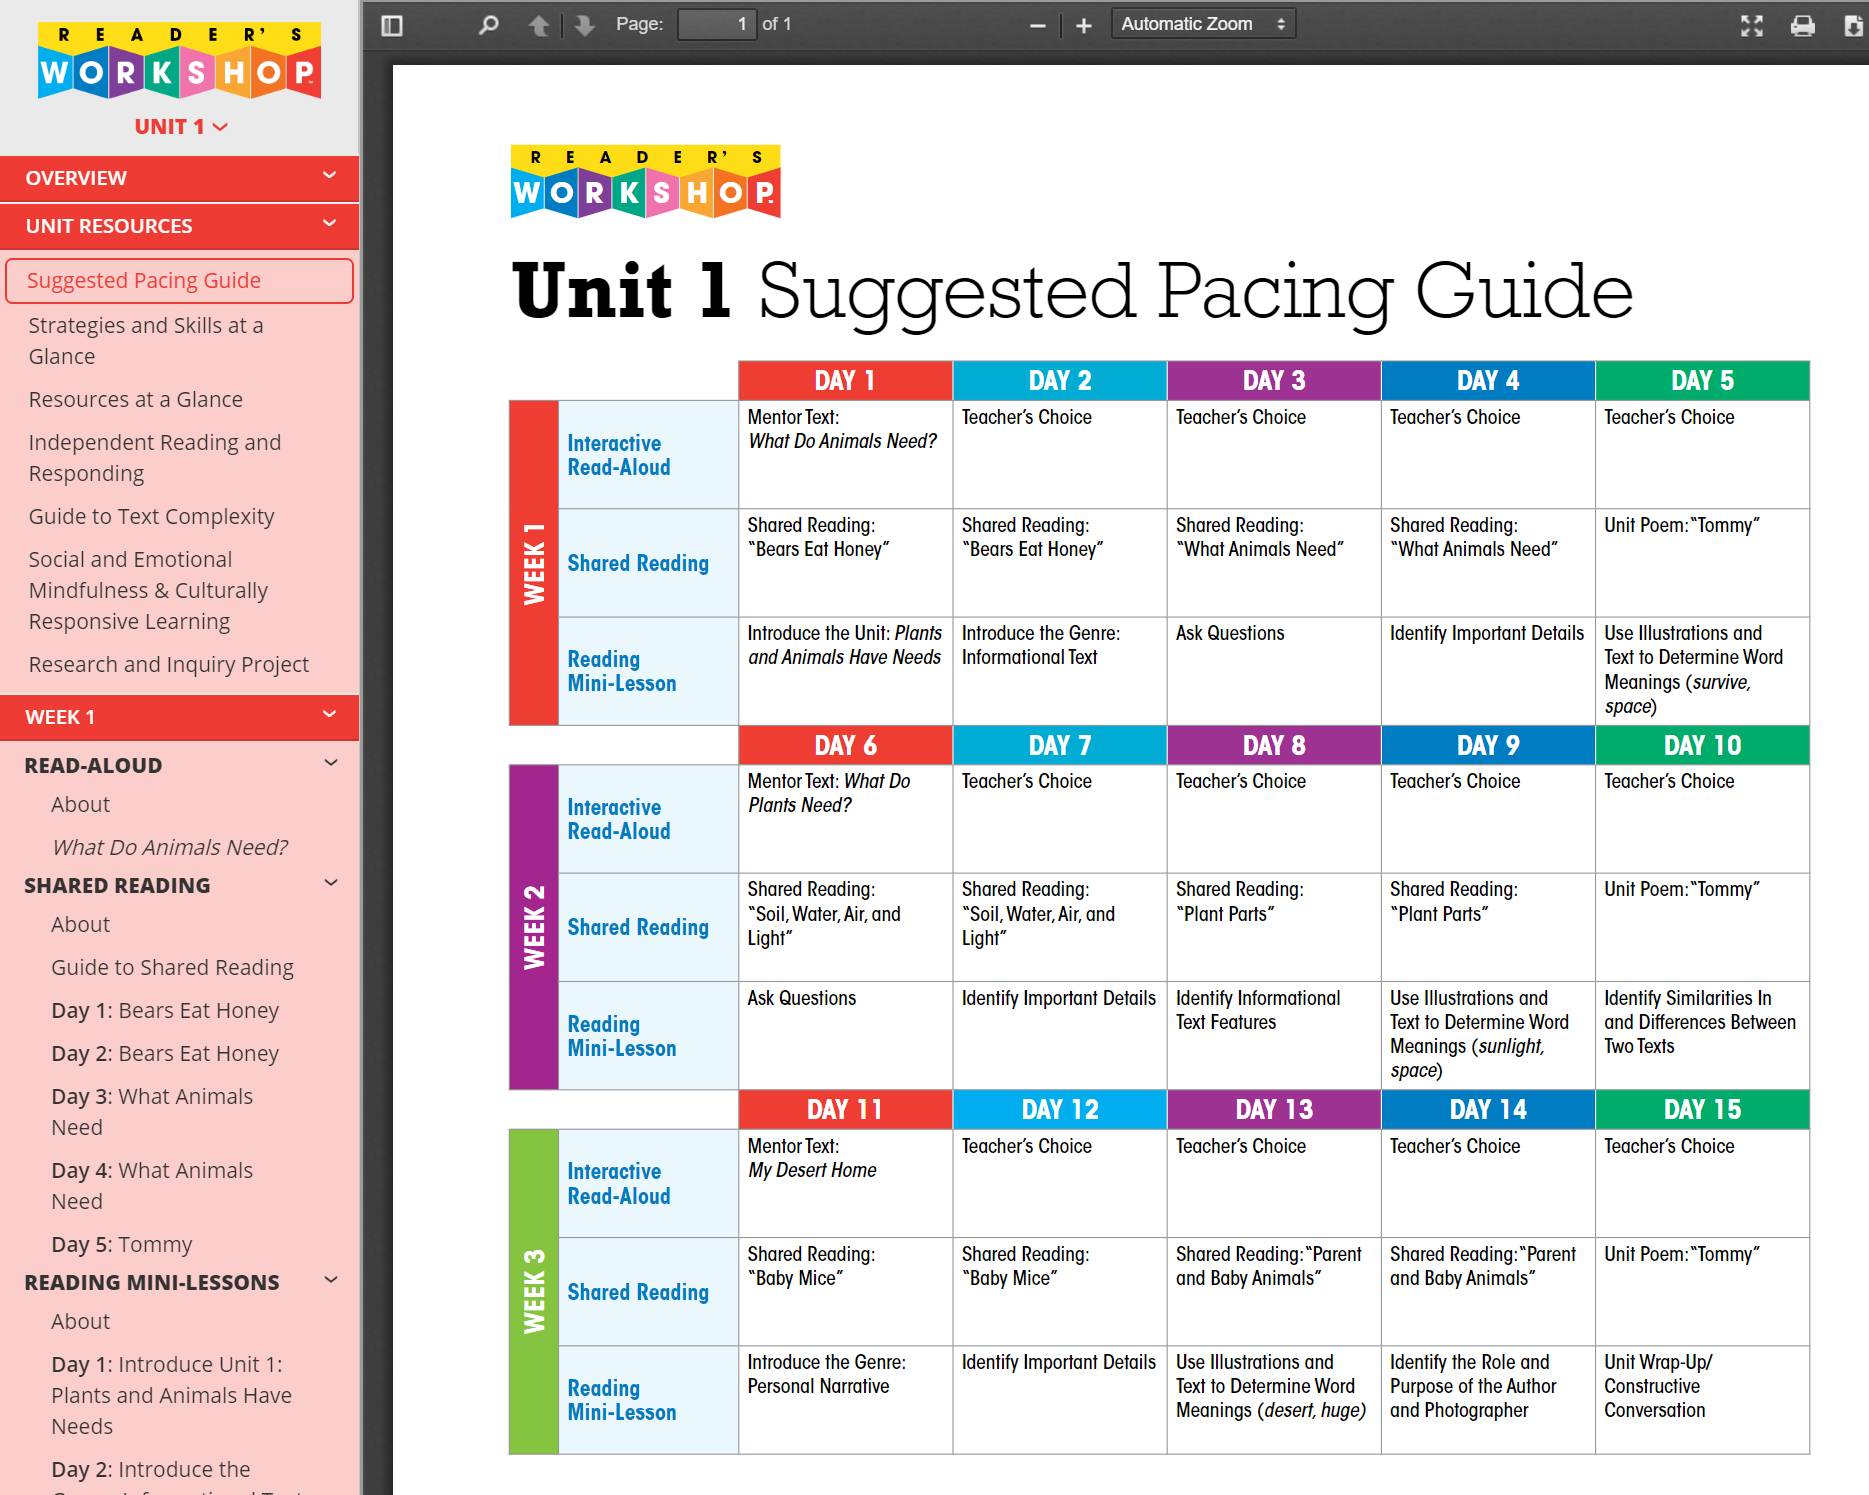 READER'S
WORKSHOP
UNIT 1
OVERVIEW
UNIT RESOURCES
Suggested Pacing Guide
Strategies and Skills at a
Glance
Resources at a Glance
Independent Reading and
Responding
Guide to Text Complexity
Social and Emotional
Mindfulness & Culturally
Responsive Learning
Research and Inquiry Project
WEEK 1
READ-ALOUD
About
What Do Animals Need?
SHARED READING
About
Guide to Shared Reading
Day 1: Bears Eat Honey
Day 2: Bears Eat Honey
Day 3: What Animals
Need
Day 4: What Animals
Need
Day 5: Tommy
READING MINI-LESSONS
About
Day 1: Introduce Unit 1:
Plants and Animals Have
Needs
Day 2: Introduce the
Page: 1 of 1
Automatic Zoom
READER'S
WORKSHOP
Unit 1 Suggested Pacing Guide
DAY 1 DAY 2 DAY 3 DAY 4 DAY 5
WEEK 1
Interactive
Read-Aloud
Mentor Text:
What Do Animals Need?
Teacher's Choice
Teacher's Choice
Teacher's Choice
Teacher's Choice
Shared Reading
Shared Reading:
"Bears Eat Honey"
Shared Reading:
"Bears Eat Honey"
Shared Reading:
"What Animals Need"
Shared Reading:
"What Animals Need"
Unit Poem: "Tommy"
Reading
Mini-Lesson
Introduce the Unit: Plants
and Animals Have Needs
Introduce the Genre:
Informational Text
Ask Questions
Identify Important Details
Use Illustrations and
Text to Determine Word
Meanings (survive,
space)
DAY 6 DAY 7 DAY 8 DAY 9 DAY 10
WEEK 2
Interactive
Read-Aloud
Mentor Text: What Do
Plants Need?
Teacher's Choice
Teacher's Choice
Teacher's Choice
Teacher's Choice
Shared Reading
Shared Reading:
"Soil, Water, Air, and
Light"
Shared Reading:
"Soil, Water, Air, and
Light"
Shared Reading:
"Plant Parts"
Shared Reading:
"Plant Parts"
Unit Poem: "Tommy"
Reading
Mini-Lesson
Ask Questions
Identify Important Details
Identify Informational
Text Features
Use Illustrations and
Text to Determine Word
Meanings (sunlight,
space)
Identify Similarities In
and Differences Between
Two Texts
DAY 11 DAY 12 DAY 13 DAY 14 DAY 15
WEEK 3
Interactive
Read-Aloud
Mentor Text:
My Desert Home
Teacher's Choice
Teacher's Choice
Teacher's Choice
Teacher's Choice
Shared Reading
Shared Reading:
"Baby Mice"
Shared Reading:
"Baby Mice"
Shared Reading: "Parent
and Baby Animals"
Shared Reading: "Parent
and Baby Animals"
Unit Poem: "Tommy"
Reading
Mini-Lesson
Introduce the Genre:
Personal Narrative
Identify Important Details
Use Illustrations and
Text to Determine Word
Meanings (desert, huge)
Identify the Role and
Purpose of the Author
and Photographer
Unit Wrap-Up/
Constructive
Conversation